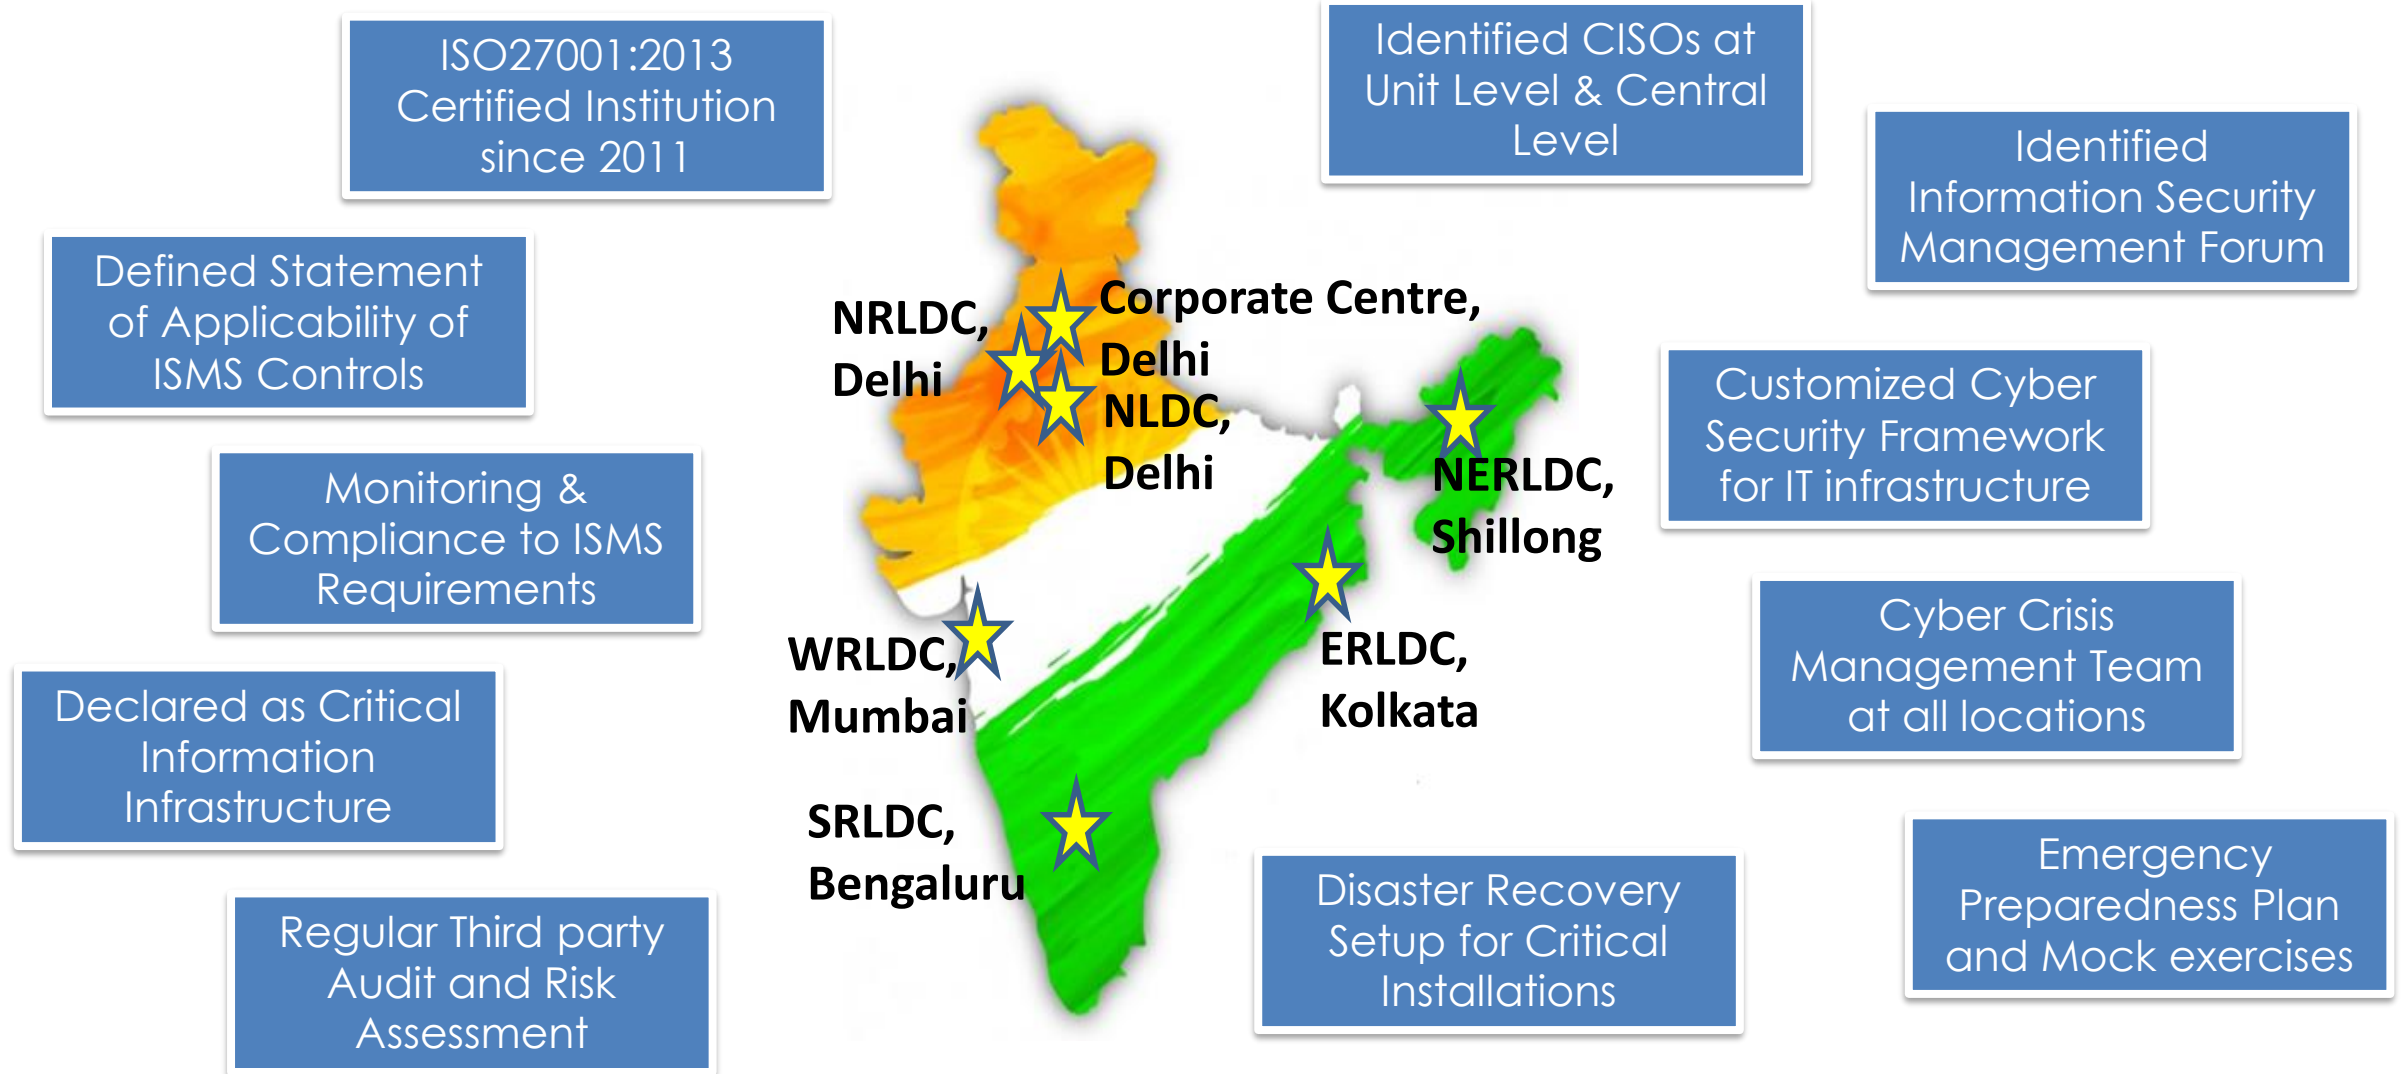 ISO27001:2013
Certified Institution
since 2011
Defined Statement
of Applicability of
ISMS Controls
Monitoring &
Compliance to ISMS
Requirements
Declared as Critical
Information
Infrastructure
Regular Third party
Audit and Risk
Assessment
NRLDC,
Delhi
Corporate Centre,
Delhi
NLDC,
Delhi
NERLDC,
Shillong
WRLDC,
Mumbai
ERLDC,
Kolkata
SRLDC,
Bengaluru
Identified CISOs at
Unit Level & Central
Level
Identified
Information Security
Management Forum
Customized Cyber
Security Framework
for IT infrastructure
Cyber Crisis
Management Team
at all locations
Disaster Recovery
Setup for Critical
Installations
Emergency
Preparedness Plan
and Mock exercises